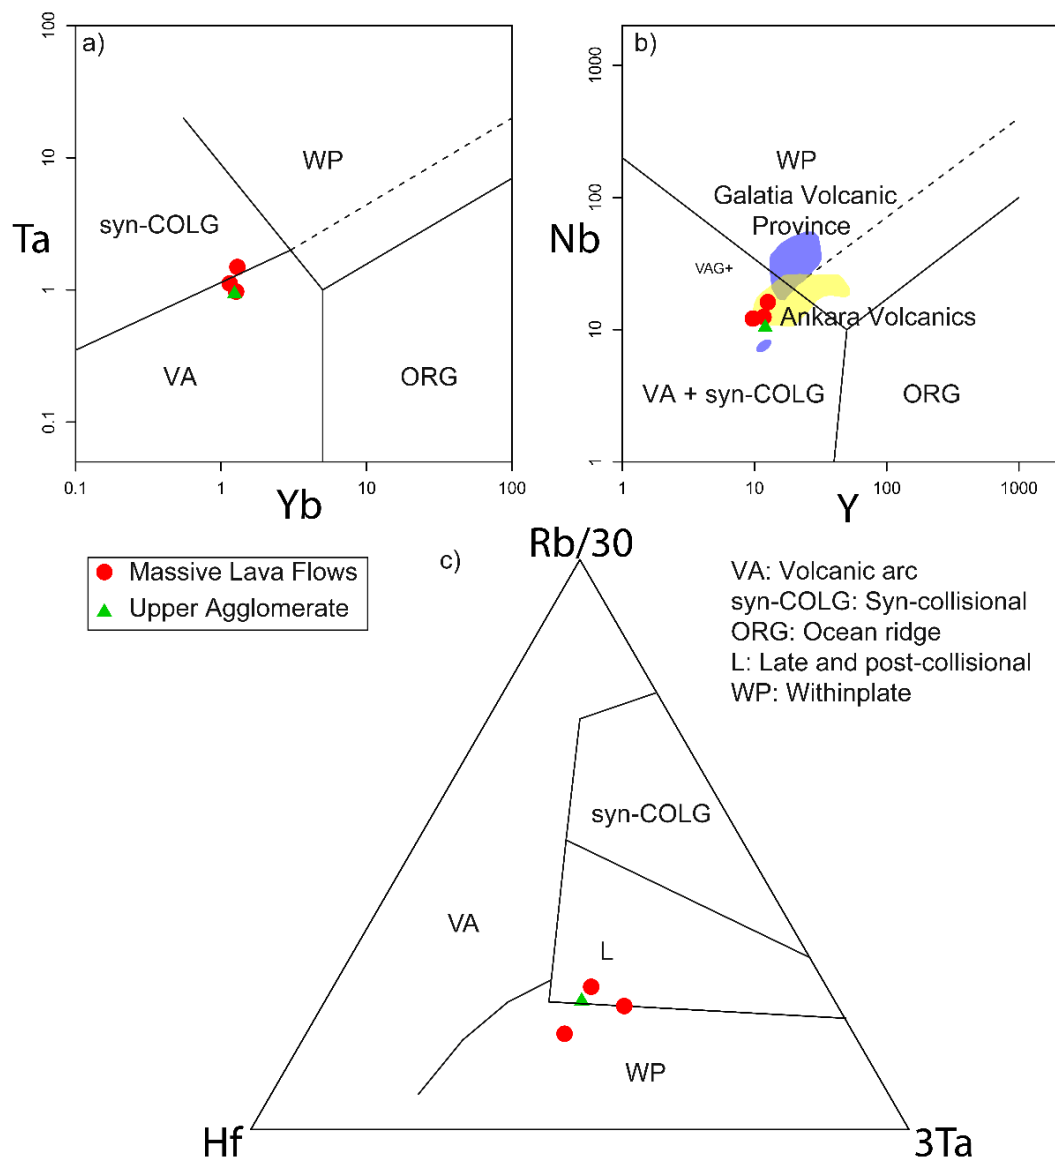 a)
100
10
1
0.1
Ta
WP
syn-COLG
VA
ORG
0.1
1
10
100
Yb
b)
1000
100
10
1
Nb
WP
Galatia Volcanic
Province
VAG+
Ankara Volcanics
VA + syn-COLG
ORG
1
10
100
1000
Y
Massive Lava Flows
Upper Agglomerate
c)
Rb/30
VA: Volcanic arc
syn-COLG: Syn-collisional
ORG: Ocean ridge
L: Late and post-collisional
WP: Withinplate
syn-COLG
VA
L
WP
Hf
3Ta